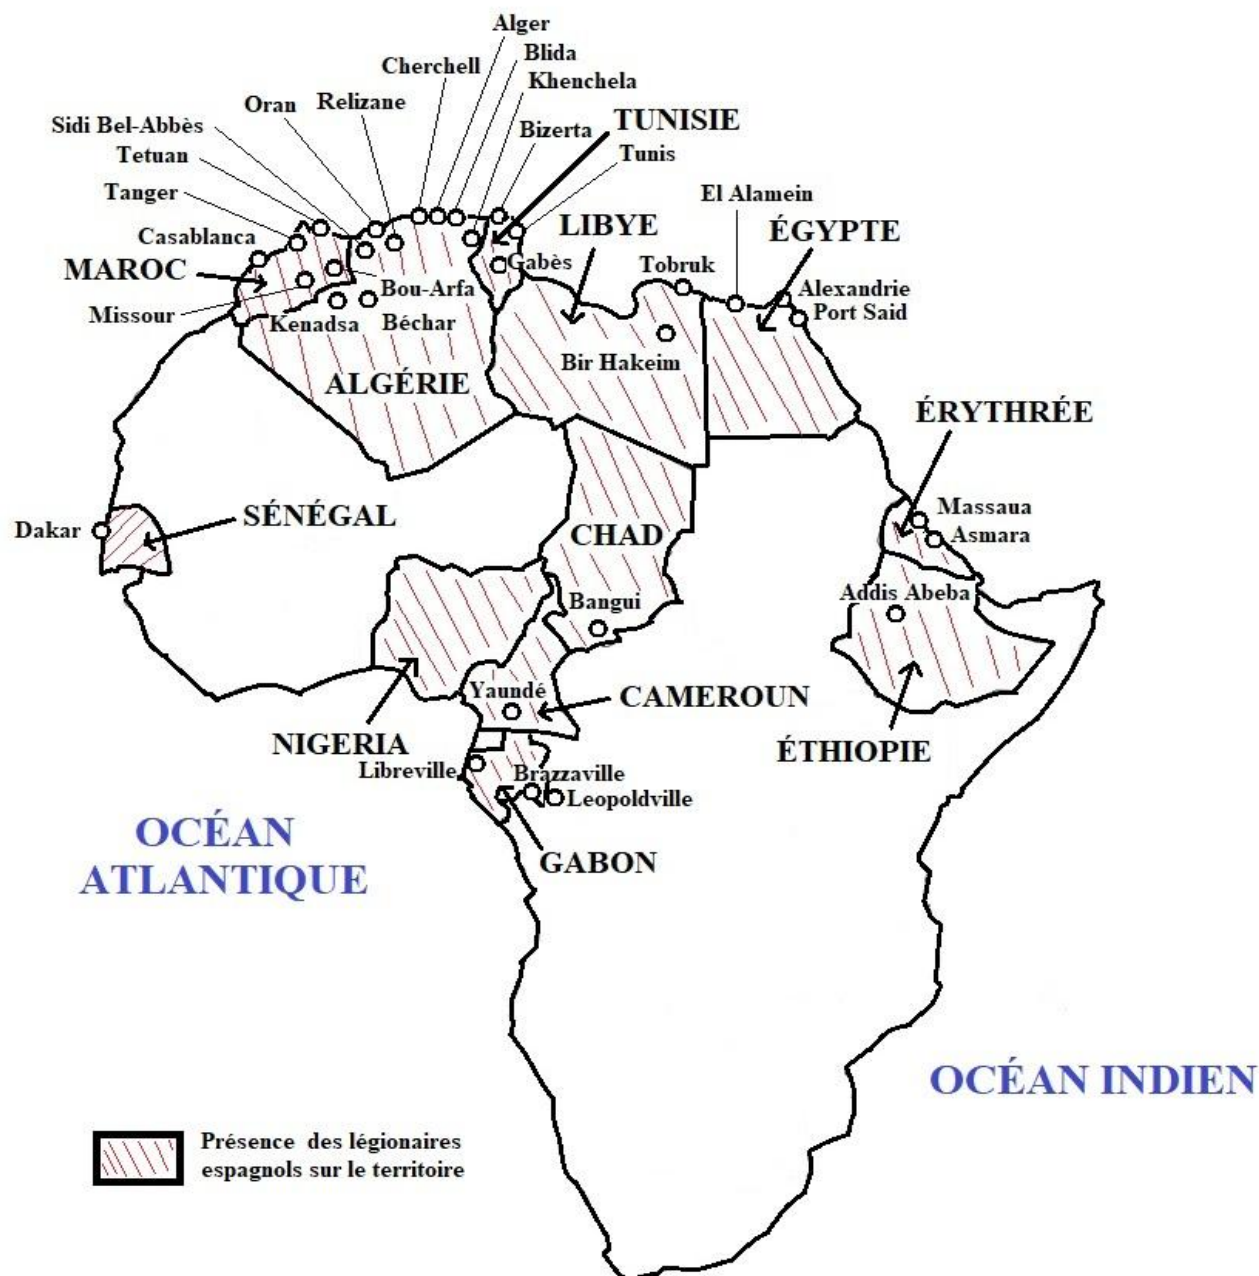 Alger
Blida
Cherchell
Khenchela
Relizane
Oran
TUNISIE
Sidi Bel-Abbès
Bizerta
Tetuan
Tunis
Tanger
El Alamein
LIBYE
ÉGYPTE
Casablanca
Gabès
Tobruk
MAROC
Bou-Arfa
Alexandrie
Missour
Port Said
Kenadsa
Béchar
Bir Hakeim
ALGÉRIE
ÉRYTHRÉE
Massaua
SÉNÉGAL
Dakar
CHAD
Asmara
Addis Abeba
Bangui
Yaundé
CAMEROUN
NIGERIA
ÉTHIOPIE
Libreville
Brazzaville
Leopoldville
OCÉAN
ATLANTIQUE
GABON
OCÉAN INDIEN
Présence des légionaires
espagnols sur le territoire